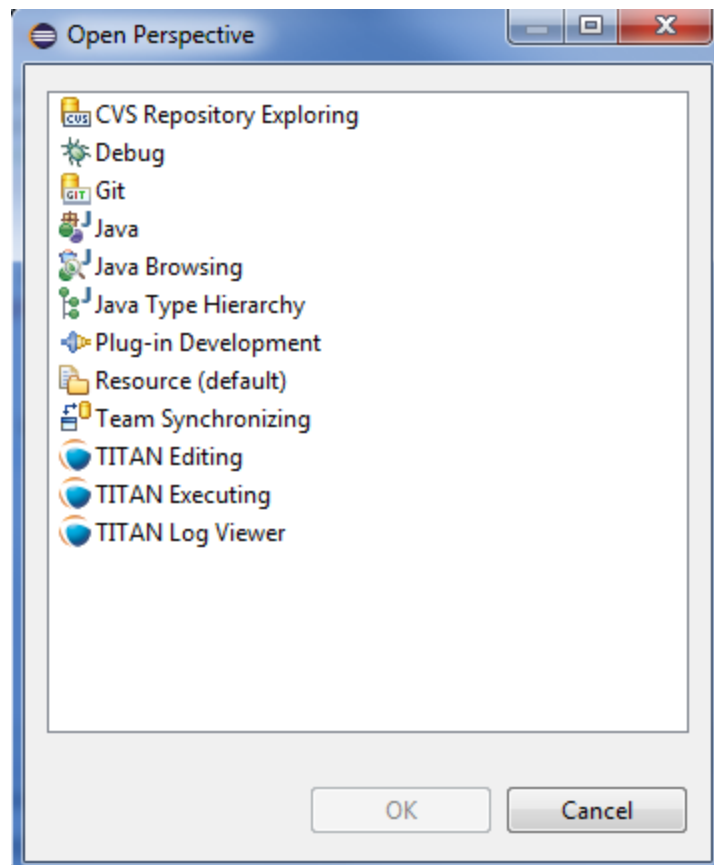 Open Perspective
CVS Repository Exploring
Debug
GIT Git
Java
Java Browsing
Java Type Hierarchy
Plug-in Development
Resource (default)
Team Synchronizing
TITAN Editing
TITAN Executing
TITAN Log Viewer
OK Cancel